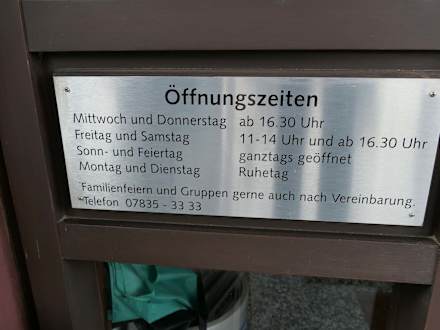 Öffnungszeiten
Mittwoch und Donnerstag ab 16.30 Uhr
Freitag und Samstag 11-14 Uhr und ab 16.30 Uhr
Sonn- und Feiertag ganztags geöffnet
Montag und Dienstag Ruhetag
Familienfeiern und Gruppen gerne auch nach Vereinbarung.
Telefon 07835 - 33 33